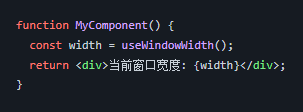 function MyComponent() {
  const width = useWindowWidth();
  return <div>当前窗口宽度: {width}</div>;
}